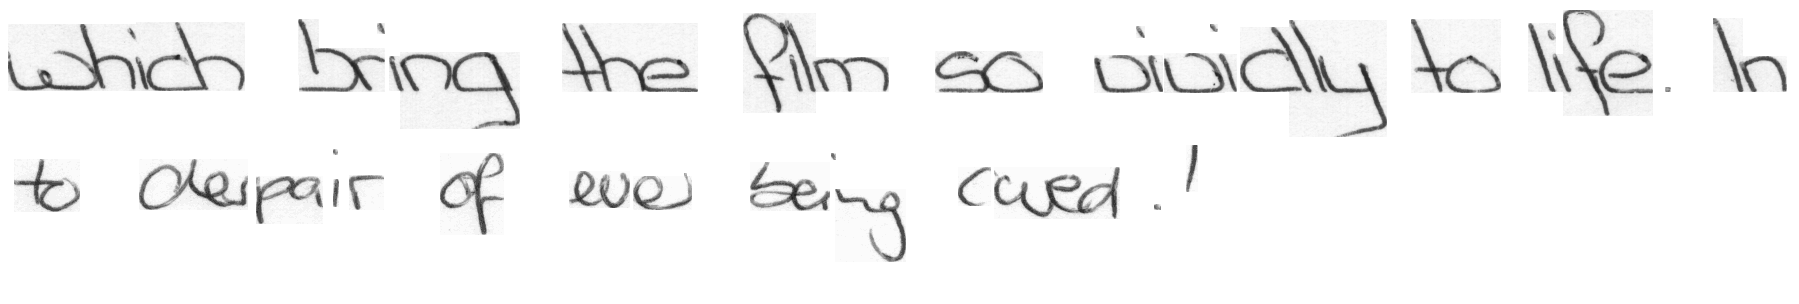 which bring the film so vividly to life. In
to despair of ever being cured.'